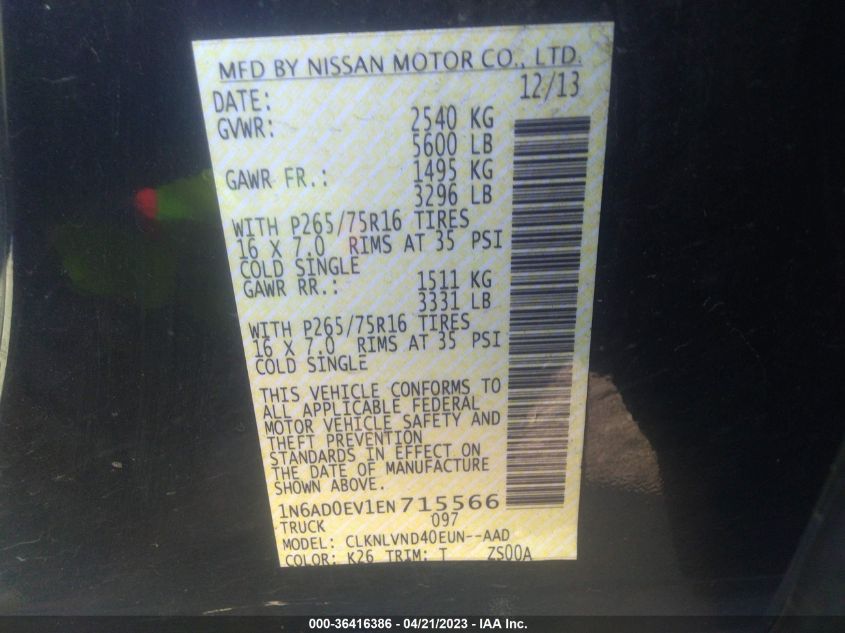 MFD BY NISSAN MOTOR CO., LTD.
DATE: 12/13
GVWR: 2540 KG
5600 LB
GAWR FR.: 1495 KG
3296 LB
WITH P265/75R16 TIRES
16 X 7.0 RIMS AT 35 PSI
COLD SINGLE
GAWR RR.: 1511 KG
3331 LB
WITH P265/75R16 TIRES
16 X 7.0 RIMS AT 35 PSI
COLD SINGLE
THIS VEHICLE CONFORMS TO
ALL APPLICABLE FEDERAL
MOTOR VEHICLE SAFETY AND
THEFT PREVENTION
STANDARDS IN EFFECT ON
THE DATE OF MANUFACTURE
SHOWN ABOVE.
1N6AD0EV1EN715566
TRUCK 097
MODEL: CLKNLVND40EUN--AAD
COLOR: K26 TRIM: T ZS00A
000-36416386 - 04/21/2023 - IAA Inc.